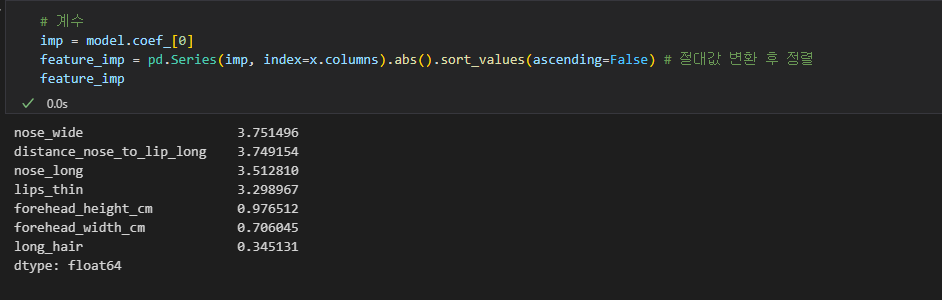 # 계수
imp = model.coef_[0]
feature_imp = pd.Series(imp, index=x.columns).abs().sort_values(ascending=False) # 절대값 변환 후 정렬
feature_imp
0.0s
nose_wide 3.751496
distance_nose_to_lip_long 3.749154
nose_long 3.512810
lips_thin 3.298967
forehead_height_cm 0.976512
forehead_width_cm 0.706045
long_hair 0.345131
dtype: float64